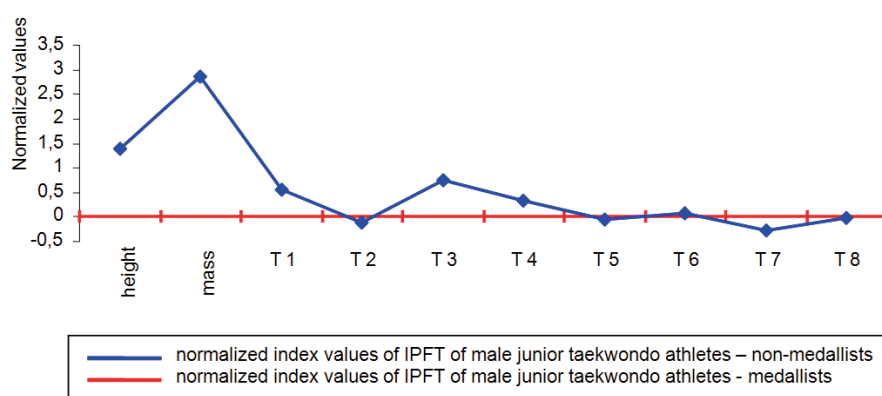 Normalized values
3,5
3
2,5
2
1,5
1
0,5
0
-0,5
height
mass
T 1
T 2
T 3
T 4
T 5
T 6
T 7
T 8
normalized index values of IPFT of male junior taekwondo athletes – non-medallists
normalized index values of IPFT of male junior taekwondo athletes - medallists